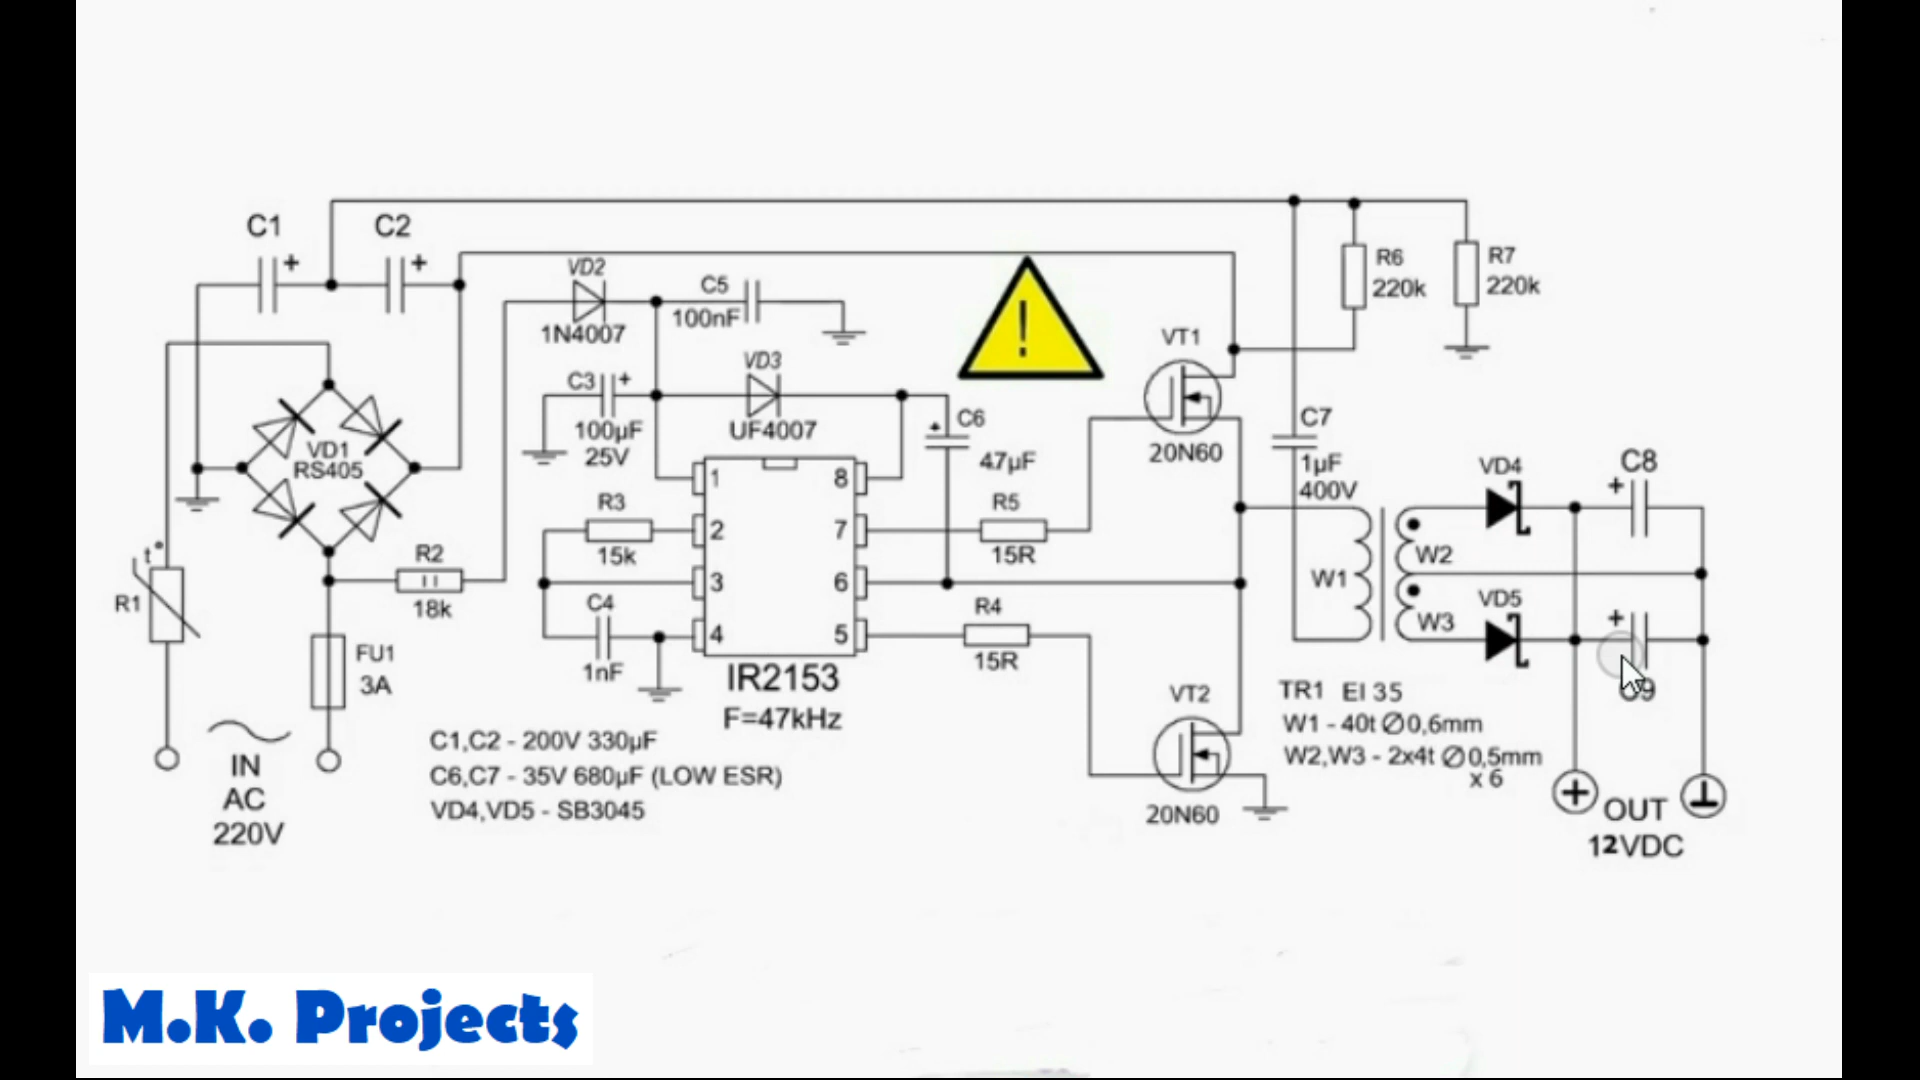 C1
+
C2
+
VD2
1N4007
C5
100nF
!
R6
220k
R7
220k
VT1
20N60
C3
+
100µF
25V
VD3
UF4007
C6
+
47µF
C7
1µF
400V
VD1
RS405
1
2
3
4
8
7
6
5
IR2153
F=47kHz
R3
15k
C4
1nF
R5
15R
R4
15R
R2
18k
t°
R1
FU1
3A
IN
AC
220V
C1,C2 - 200V 330µF
C6,C7 - 35V 680µF (LOW ESR)
VD4,VD5 - SB3045
VT2
20N60
W1
W2
W3
VD4
VD5
C8
+
+
TR1 EI 35
W1 - 40t Ø0,6mm
W2,W3 - 2x4t Ø0,5mm
x 6
+
OUT
12VDC
M.K. Projects